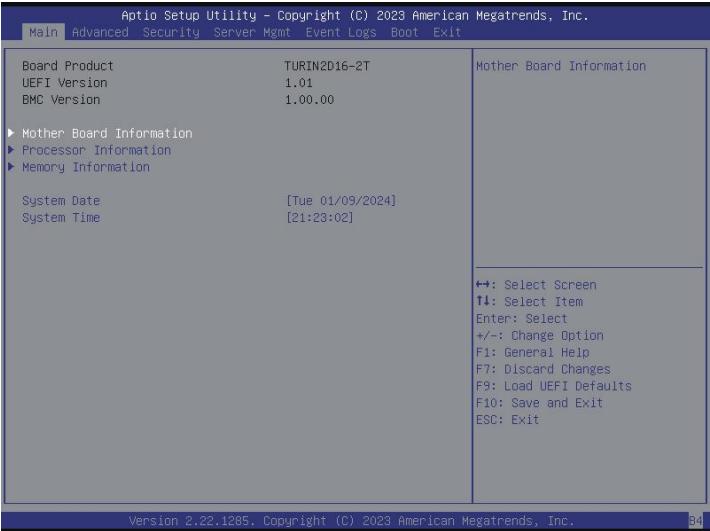 Aptio Setup Utility – Copyright (C) 2023 American Megatrends, Inc.
Main Advanced Security Server Mgmt Event Logs Boot Exit
Board Product TURIN2D16-2T
UEFI Version 1.01
BMC Version 1.00.00
Mother Board Information
Processor Information
Memory Information
System Date [Tue 01/09/2024]
System Time [21:23:02]
Mother Board Information
↔: Select Screen
↑↓: Select Item
Enter: Select
+/-: Change Option
F1: General Help
F7: Discard Changes
F9: Load UEFI Defaults
F10: Save and Exit
ESC: Exit
Version 2.22.1285. Copyright (C) 2023 American Megatrends, Inc.
B4